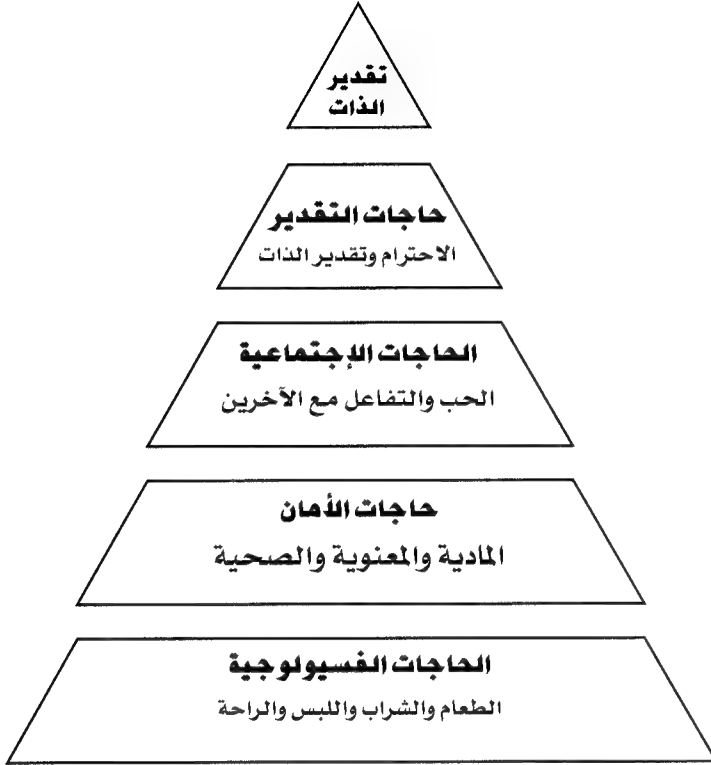 تقدير
الذات
حاجات التقدير
الاحترام وتقدير الذات
الحاجات الإجتماعية
الحب والتفاعل مع الآخرين
حاجات الأمان
المادية والمعنوية والصحية
الحاجات الفسيولوجية
الطعام والشراب واللبس والراحة